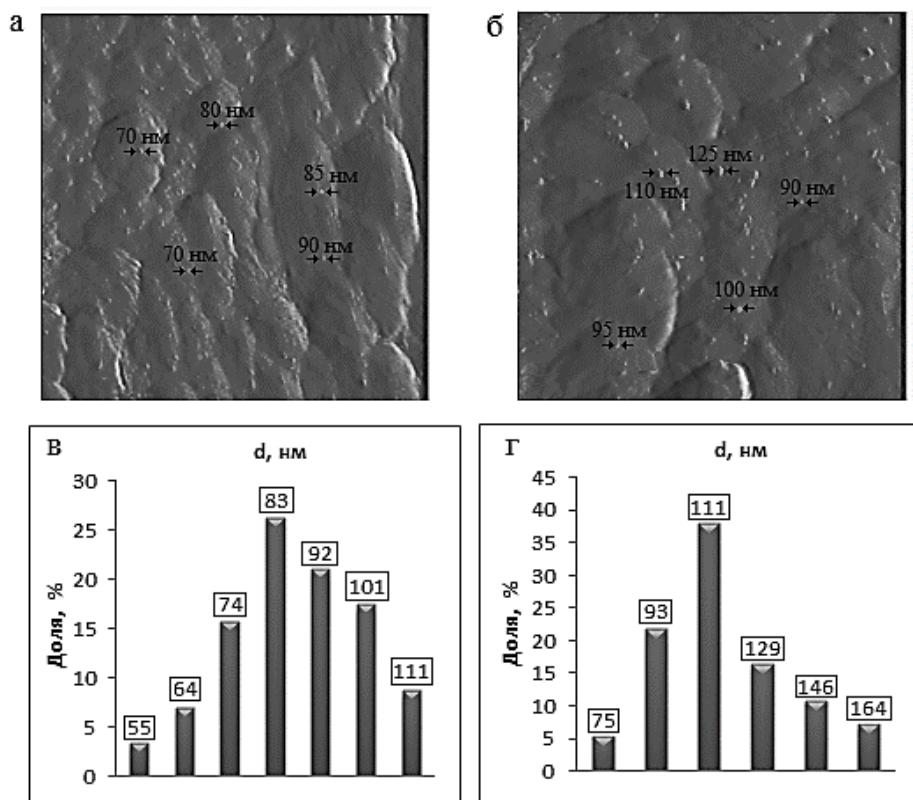 а
80 нм
70 нм
85 нм
90 нм
70 нм
б
125 нм
110 нм
90 нм
100 нм
95 нм
в
d, нм
Доля, %
30
25
20
15
10
5
0
55
64
74
83
92
101
111
г
d, нм
Доля, %
45
40
35
30
25
20
15
10
5
0
75
93
111
129
146
164